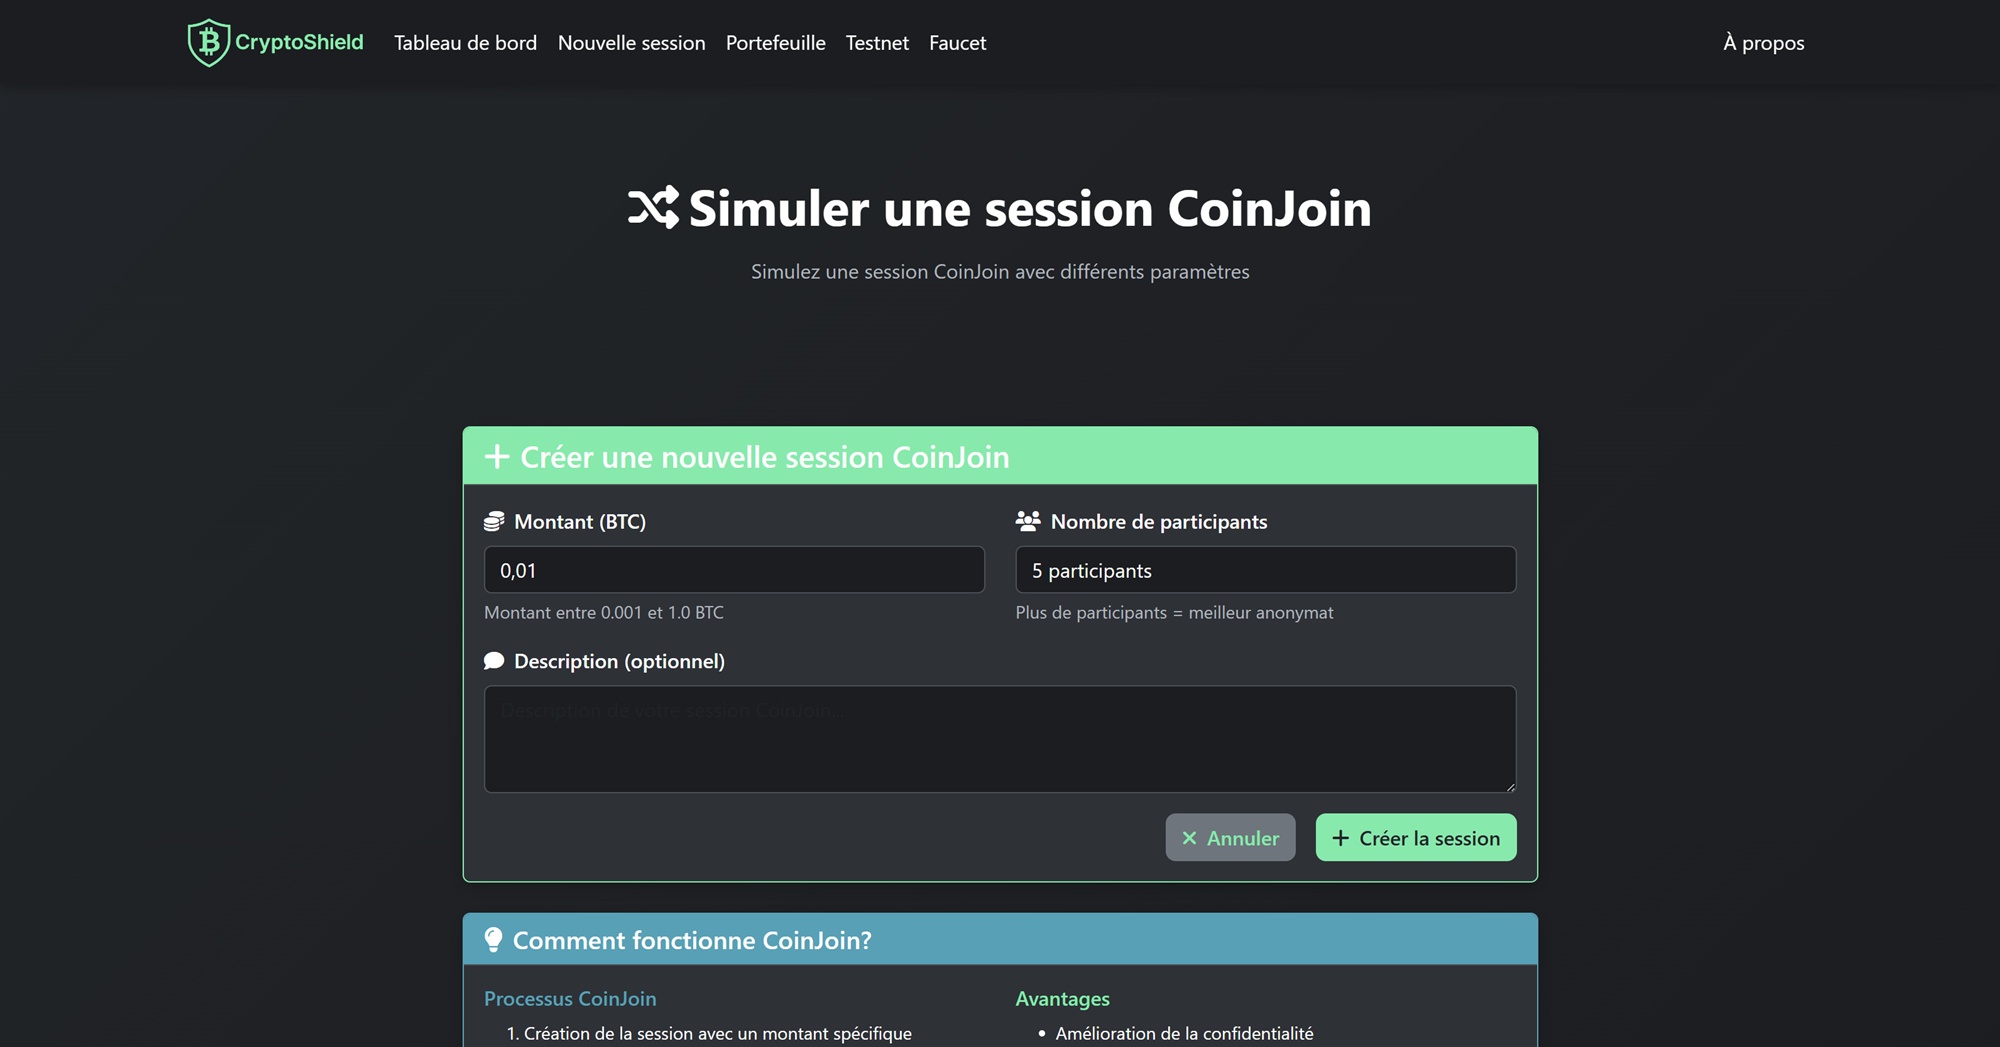 CryptoShield Tableau de bord Nouvelle session Portefeuille Testnet Faucet À propos
Simuler une session CoinJoin
Simulez une session CoinJoin avec différents paramètres
Créer une nouvelle session CoinJoin
Montant (BTC) Nombre de participants
0,01 5 participants
Montant entre 0.001 et 1.0 BTC Plus de participants = meilleur anonymat
Description (optionnel)
Description de votre session CoinJoin...
Annuler Créer la session
Comment fonctionne CoinJoin?
Processus CoinJoin Avantages
1. Création de la session avec un montant spécifique • Amélioration de la confidentialité